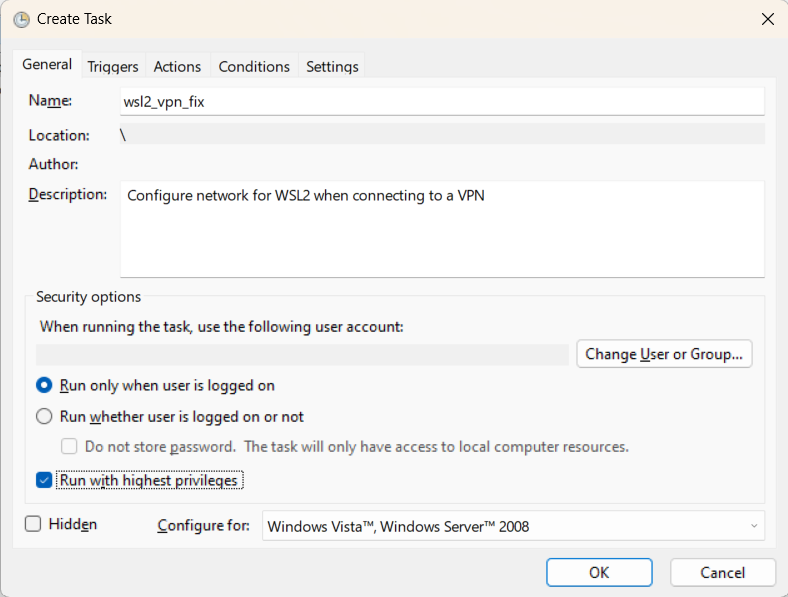 Create Task
General Triggers Actions Conditions Settings
Name: wsl2_vpn_fix
Location: \
Author:
Description: Configure network for WSL2 when connecting to a VPN
Security options
When running the task, use the following user account:
Change User or Group...
Run only when user is logged on
Run whether user is logged on or not
Do not store password. The task will only have access to local computer resources.
Run with highest privileges
Hidden Configure for: Windows Vista™, Windows Server™ 2008
OK Cancel